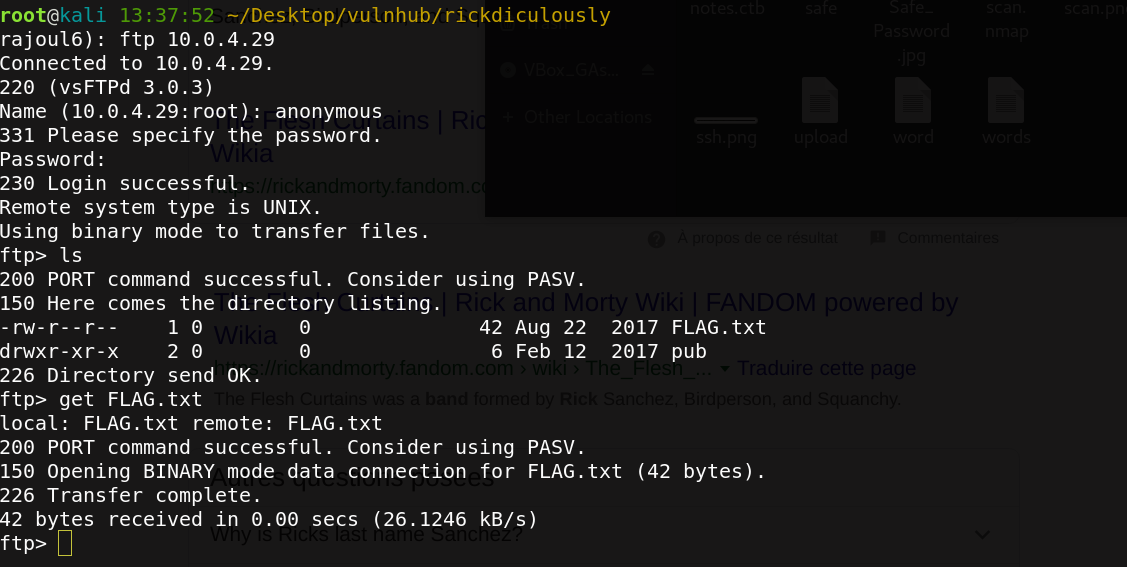 root@kali 13:37:52 ~/Desktop/vulnhub/rickdiculously
rajoul6): ftp 10.0.4.29
Connected to 10.0.4.29.
220 (vsFTPd 3.0.3)
Name (10.0.4.29:root): anonymous
331 Please specify the password.
Password:
230 Login successful.
Remote system type is UNIX.
Using binary mode to transfer files.
ftp> ls
200 PORT command successful. Consider using PASV.
150 Here comes the directory listing.
-rw-r--r--    1 0        0              42 Aug 22  2017 FLAG.txt
drwxr-xr-x    2 0        0               6 Feb 12  2017 pub
226 Directory send OK.
ftp> get FLAG.txt
local: FLAG.txt remote: FLAG.txt
200 PORT command successful. Consider using PASV.
150 Opening BINARY mode data connection for FLAG.txt (42 bytes).
226 Transfer complete.
42 bytes received in 0.00 secs (26.1246 kB/s)
ftp>
notes.ctb
safe
Safe_
Password
.jpg
scan.
nmap
scan.pn
VBox_GAs...
Other Locations
ssh.png
upload
word
words
The Flesh Curtains | Ric
Wikia
https://rickandmorty.fandom.co
À propos de ce résultat
Commentaires
The Flesh Curtains | Rick and Morty Wiki | FANDOM powered by
Wikia
https://rickandmorty.fandom.com › wiki › The_Flesh_... Traduire cette page
The Flesh Curtains was a band formed by Rick Sanchez, Birdperson, and Squanchy.
Autres questions posées
Why is Ricks last name Sanchez?